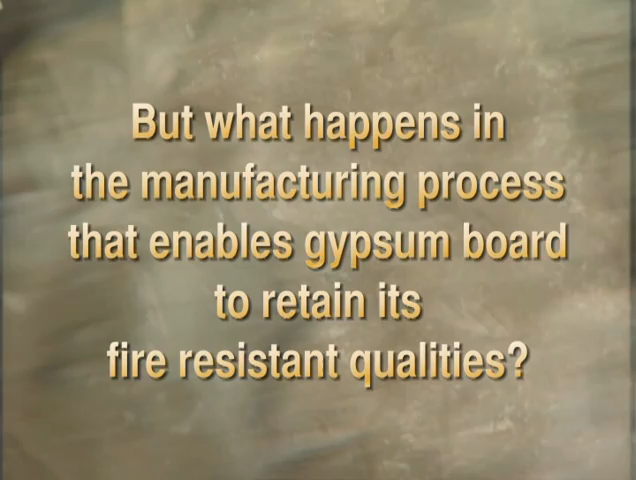 But what happens in
the manufacturing process
that enables gypsum board
to retain its
fire resistant qualities?